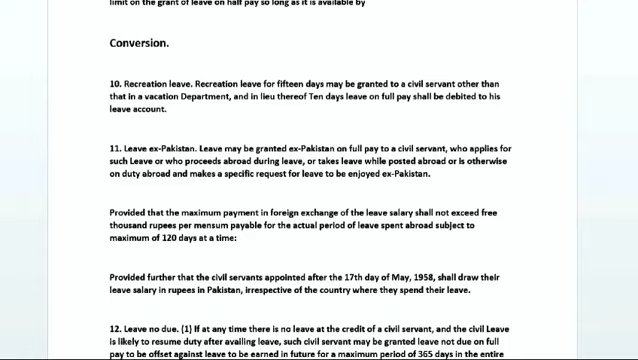 limit on the grant of leave on half pay so long as it is available by
Conversion.
10. Recreation leave. Recreation leave for fifteen days may be granted to a civil servant other than
that in a vacation Department, and in lieu thereof Ten days leave on full pay shall be debited to his
leave account.
11. Leave ex-Pakistan. Leave may be granted ex-Pakistan on full pay to a civil servant, who applies for
such Leave or who proceeds abroad during leave, or takes leave while posted abroad or is otherwise
on duty abroad and makes a specific request for leave to be enjoyed ex-Pakistan.
Provided that the maximum payment in foreign exchange of the leave salary shall not exceed free
thousand rupees per mensum payable for the actual period of leave spent abroad subject to
maximum of 120 days at a time:
Provided further that the civil servants appointed after the 17th day of May, 1958, shall draw their
leave salary in rupees in Pakistan, irrespective of the country where they spend their leave.
12. Leave no due. (1) If at any time there is no leave at the credit of a civil servant, and the civil Leave
is likely to resume duty after availing leave, such civil servant may be granted leave not due on full
pay to be offset against leave to be earned in future for a maximum period of 365 days in the entire